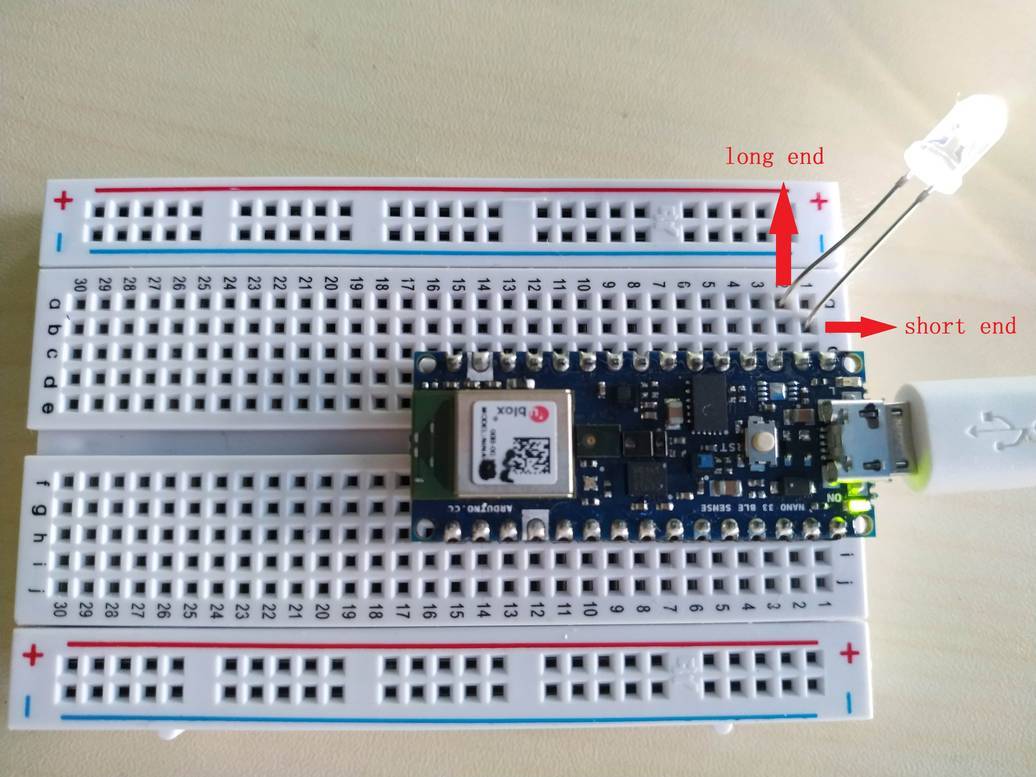 long end
+ +
- -
30 29 28 27 26 25 24 23 22 21 20 19 18 17 16 15 14 13 12 11 10 9 8 7 6 5 4 3 2 1
a
b
short end
c
d
e
ublox
ON
f
g
ARDUINO.CC
NANO 33 BLE SENSE
h
i i
j j
30 29 28 27 26 25 24 23 22 21 20 19 18 17 16 15 14 13 12 11 10 9 8 7 6 5 4 3 2 1
+ +
- -